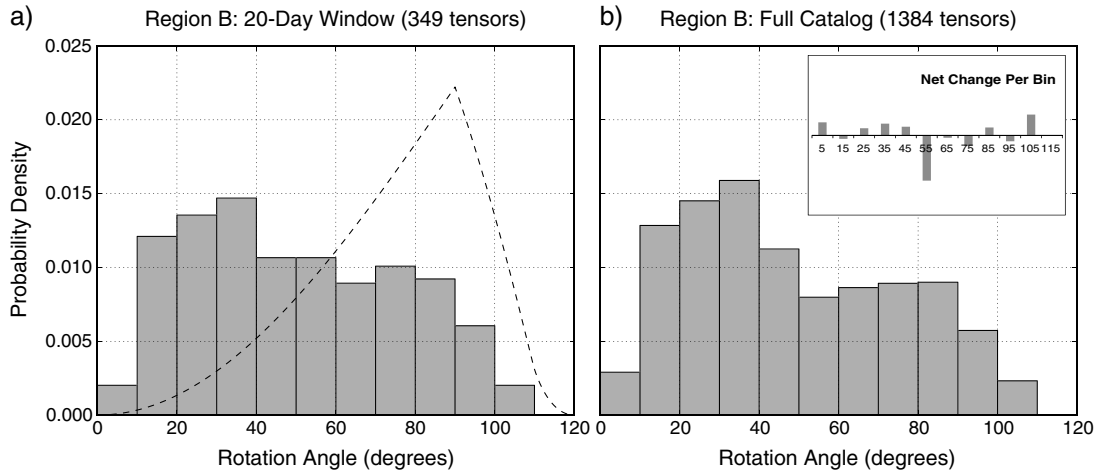 a) Region B: 20-Day Window (349 tensors)
0.025
0.020
0.015
0.010
0.005
0.000
Probability Density
0 20 40 60 80 100 120
Rotation Angle (degrees)
b) Region B: Full Catalog (1384 tensors)
Net Change Per Bin
5 15 25 35 45 55 65 75 85 95 105 115
0 20 40 60 80 100 120
Rotation Angle (degrees)